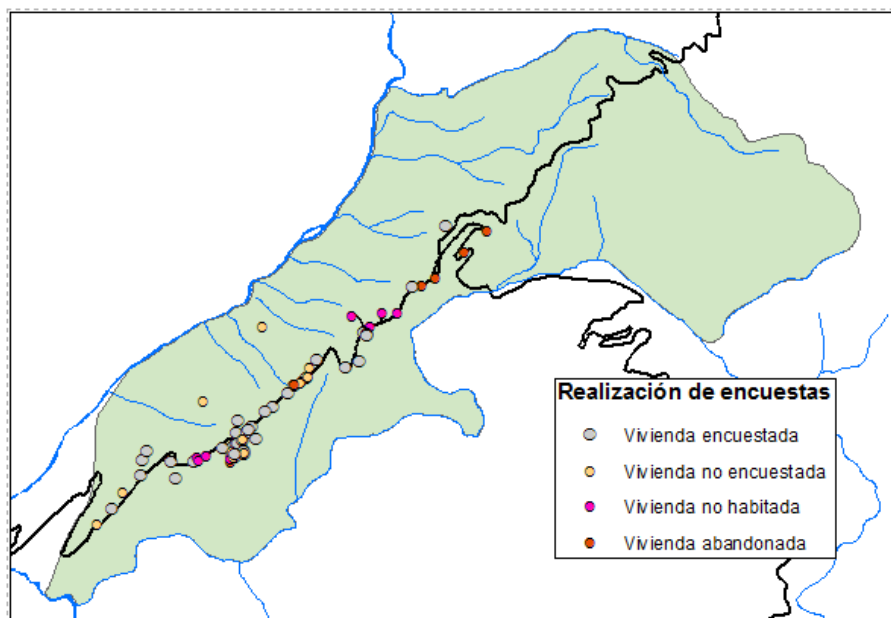 Realización de encuestas
Vivienda encuestada
Vivienda no encuestada
Vivienda no habitada
Vivienda abandonada